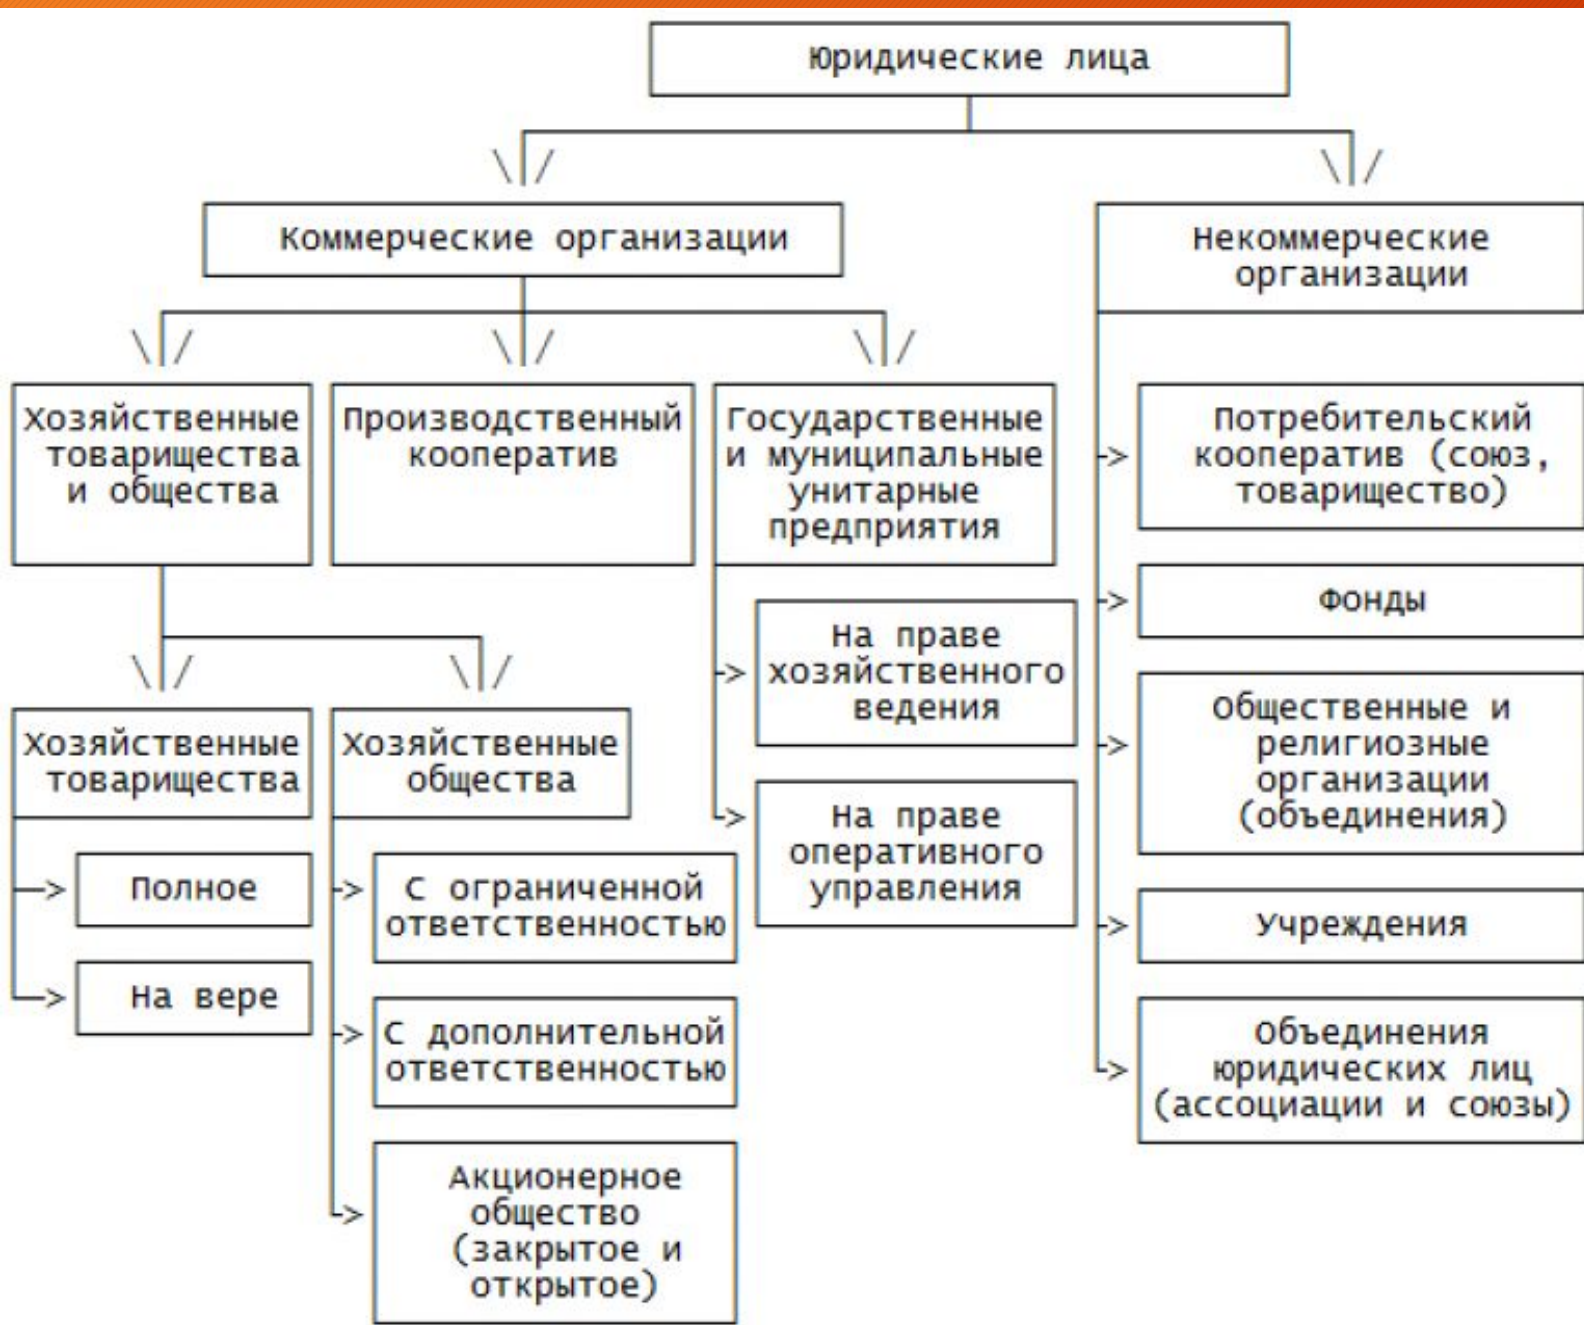 Юридические лица
Коммерческие организации
Некоммерческие
организации
Хозяйственные
товарищества
и общества
Производственный
кооператив
Государственные
и муниципальные
унитарные
предприятия
Потребительский
кооператив (союз,
товарищество)
Фонды
На праве
хозяйственного
ведения
Общественные и
религиозные
организации
(объединения)
Хозяйственные
товарищества
Хозяйственные
общества
На праве
оперативного
управления
Полное
С ограниченной
ответственностью
Учреждения
На вере
С дополнительной
ответственностью
Объединения
юридических лиц
(ассоциации и союзы)
Акционерное
общество
(закрытое и
открытое)